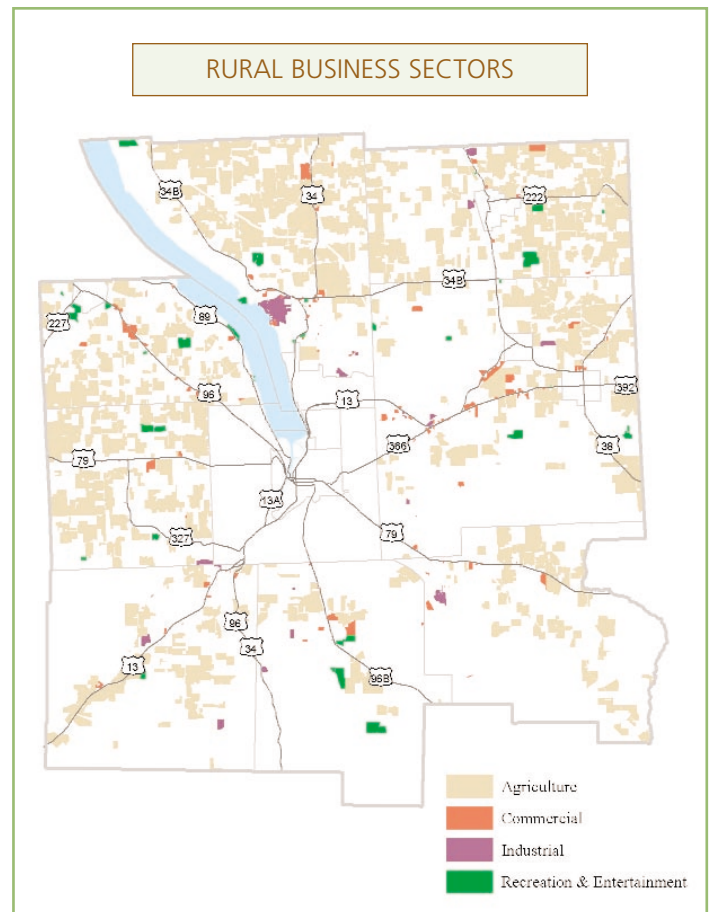 RURAL BUSINESS SECTORS
34B
34
222
34B
227
89
96
13
392
366
38
79
13A
79
327
96
34
13
96B
Agriculture
Commercial
Industrial
Recreation & Entertainment